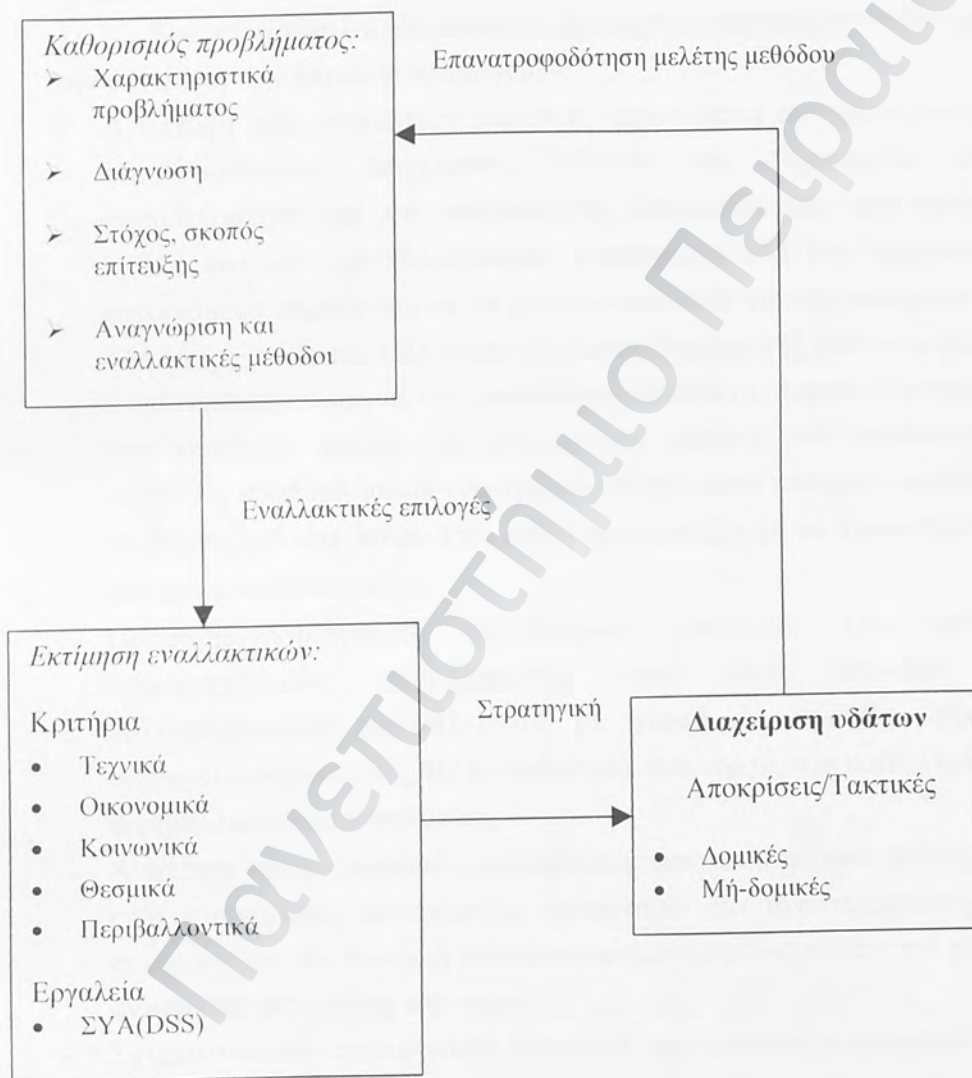 Καθορισμός προβλήματος:
➤ Χαρακτηριστικά
προβλήματος
➤ Διάγνωση
➤ Στόχος, σκοπός
επίτευξης
➤ Αναγνώριση και
εναλλακτικές μέθοδοι
Επανατροφοδότηση μελέτης μεθόδου
Εναλλακτικές επιλογές
Εκτίμηση εναλλακτικών:
Κριτήρια
• Τεχνικά
• Οικονομικά
• Κοινωνικά
• Θεσμικά
• Περιβαλλοντικά
Εργαλεία
• ΣΥΑ(DSS)
Στρατηγική
Διαχείριση υδάτων
Αποκρίσεις/Τακτικές
• Δομικές
• Μή-δομικές
Πανεπιστήμιο Πειραιώ